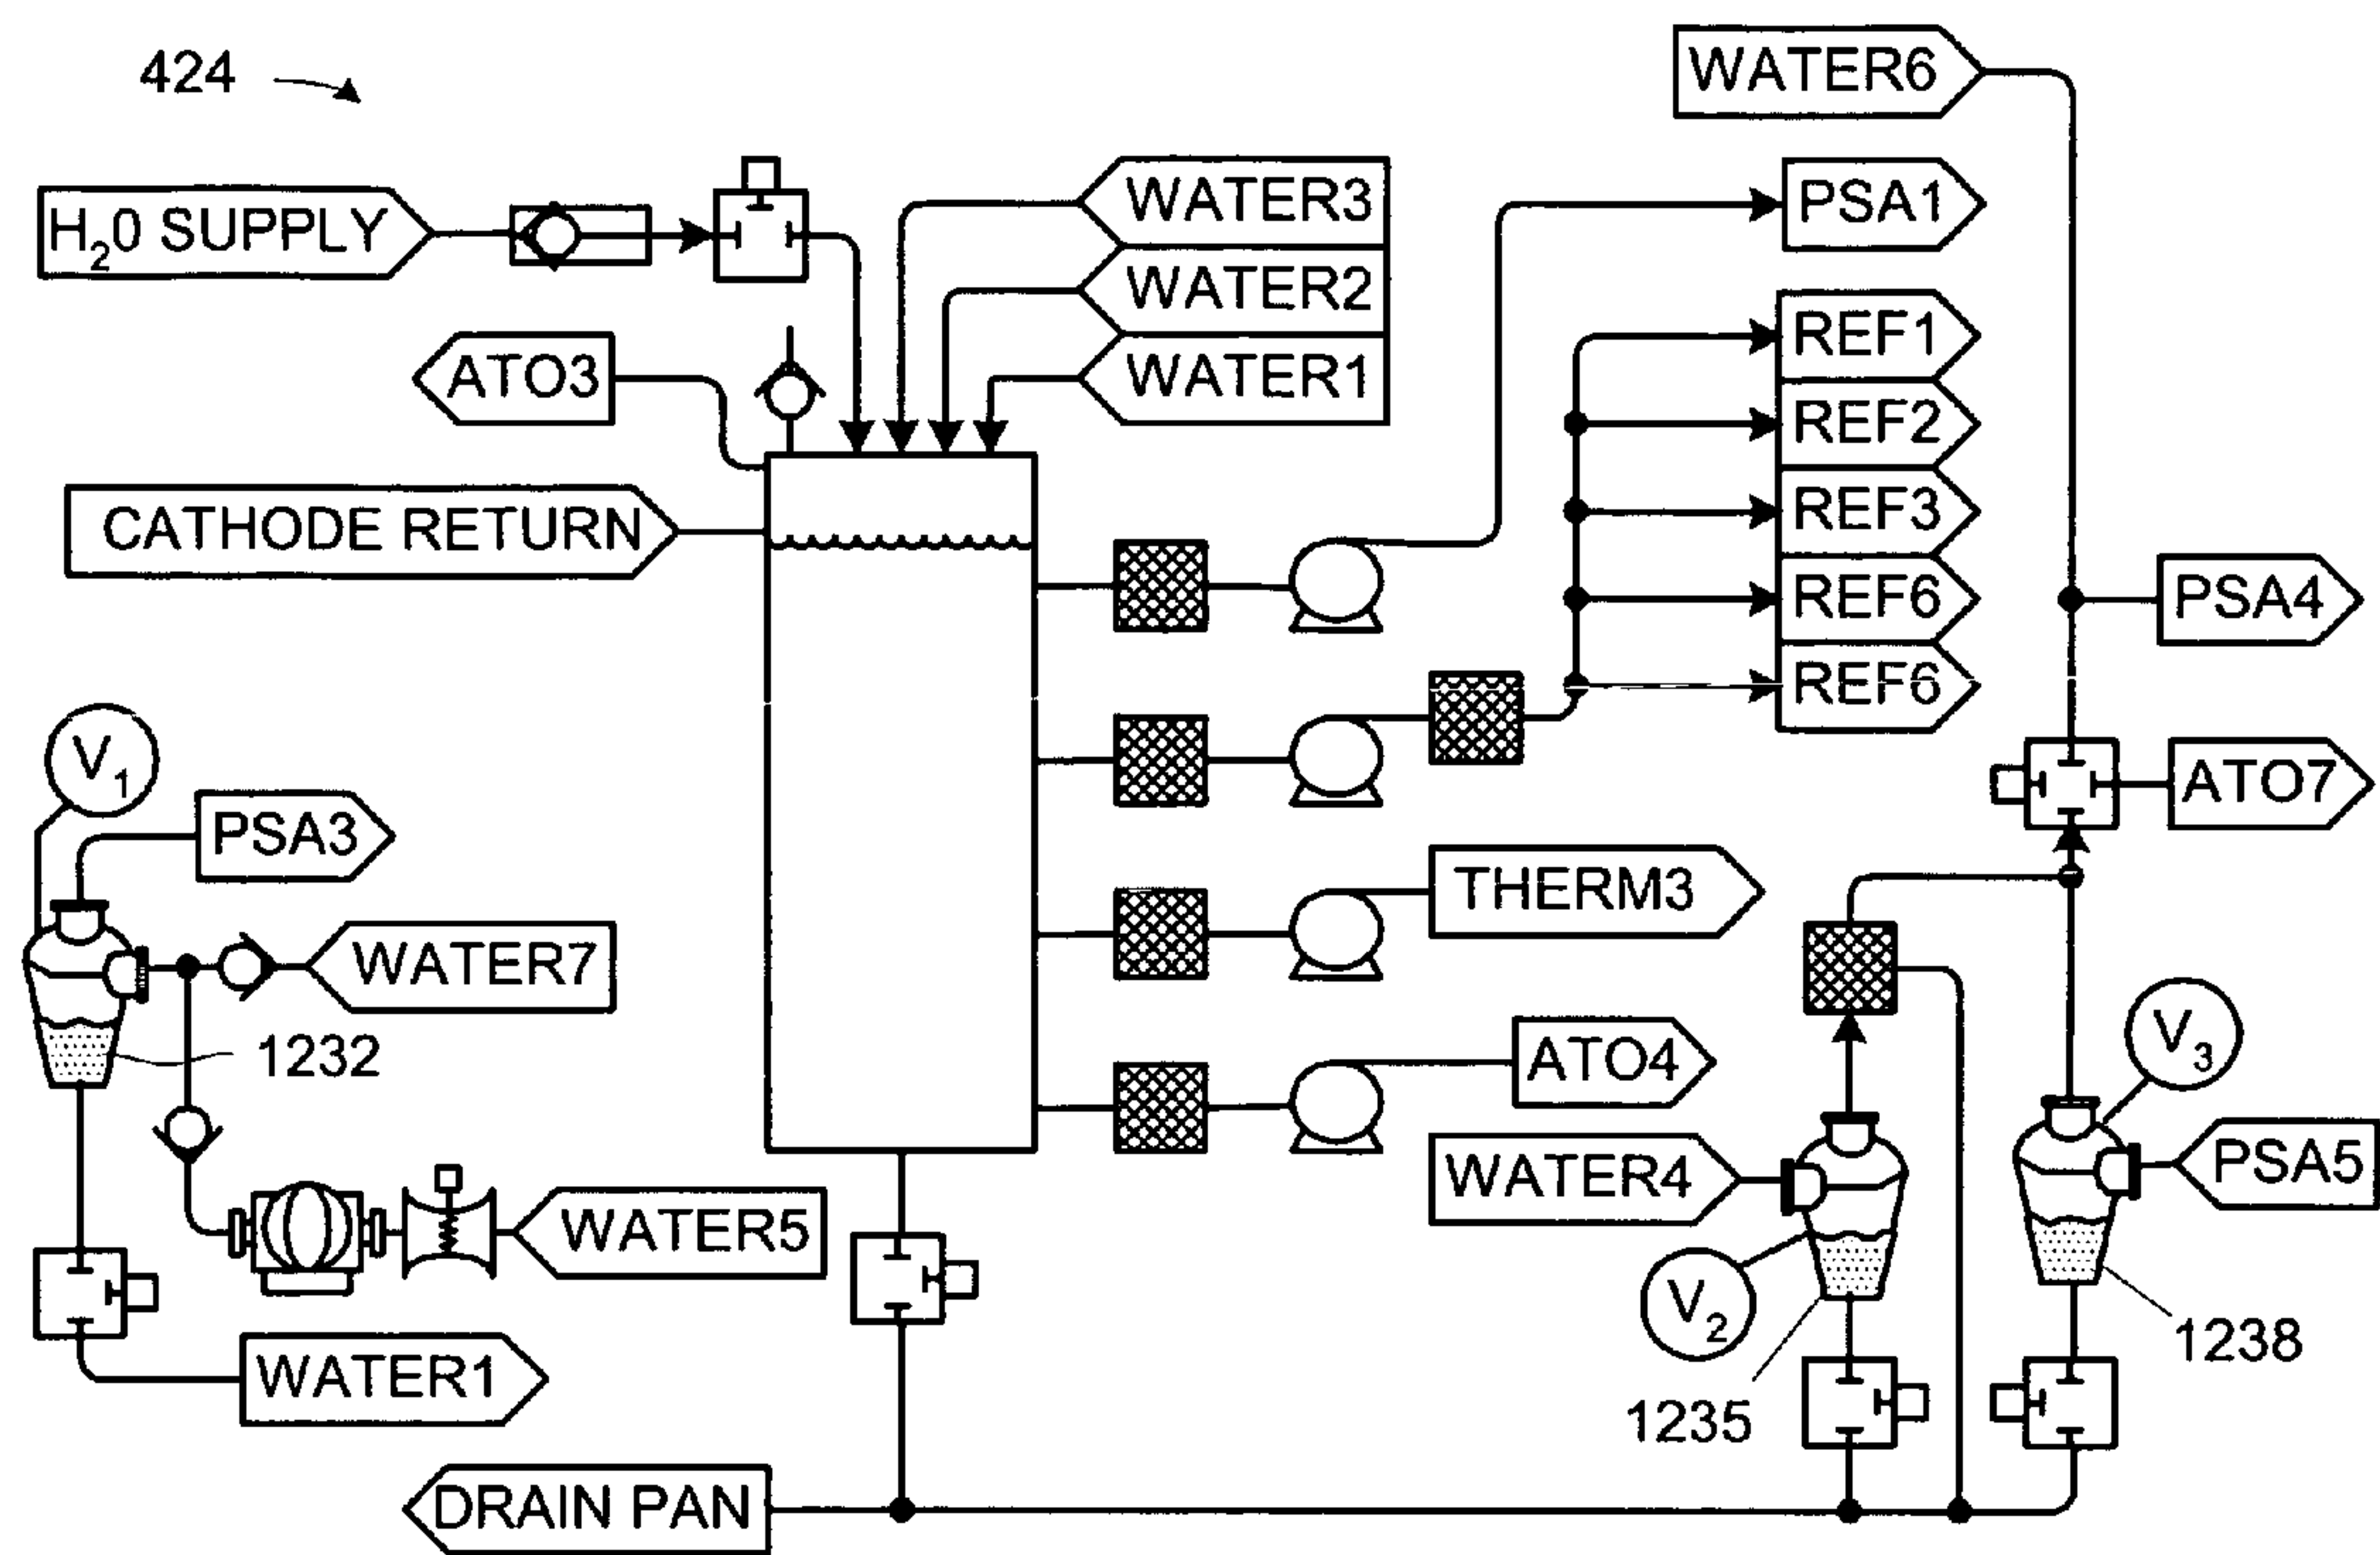 424
WATER6
H₂0 SUPPLY
WATER3
PSA1
WATER2
REF1
ATO3
WATER1
REF2
CATHODE RETURN
REF3
REF6
PSA4
REF6
V₁
PSA3
ATO7
THERM3
WATER7
1232
V₃
ATO4
WATER4
PSA5
WATER5
V₂
1238
WATER1
1235
DRAIN PAN